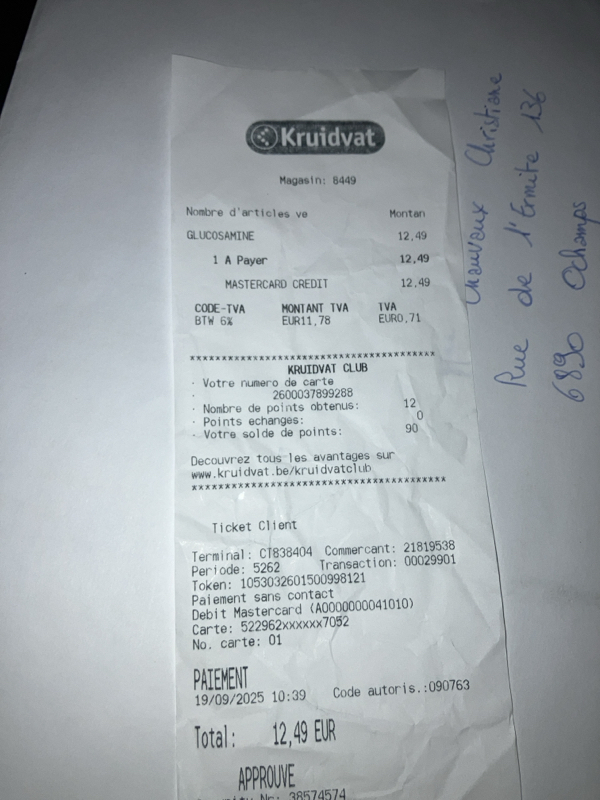 Kruidvat
Magasin: 8449
Nombre d'articles ve Montan
GLUCOSAMINE 12,49
1 A Payer 12,49
MASTERCARD CREDIT 12,49
CODE-TVA MONTANT TVA TVA
BTW 6% EUR11,78 EUR0,71
******************************************
KRUIDVAT CLUB
· Votre numero de carte
· 2600037899288
· Nombre de points obtenus: 12
· Points echanges: 0
· Votre solde de points: 90
Decouvrez tous les avantages sur
www.kruidvat.be/kruidvatclub
******************************************
Ticket Client
Terminal: CT838404 Commercant: 21819538
Periode: 5262 Transaction: 00029901
Token: 1053032601500998121
Paiement sans contact
Debit Mastercard (A0000000041010)
Carte: 522962xxxxxx7052
No. carte: 01
PAIEMENT
19/09/2025 10:39 Code autoris.:090763
Total: 12,49 EUR
APPROUVE
Nr: 38574574
Chauveux Christiane
Rue de l'Ermite 136
6890 Ochamps